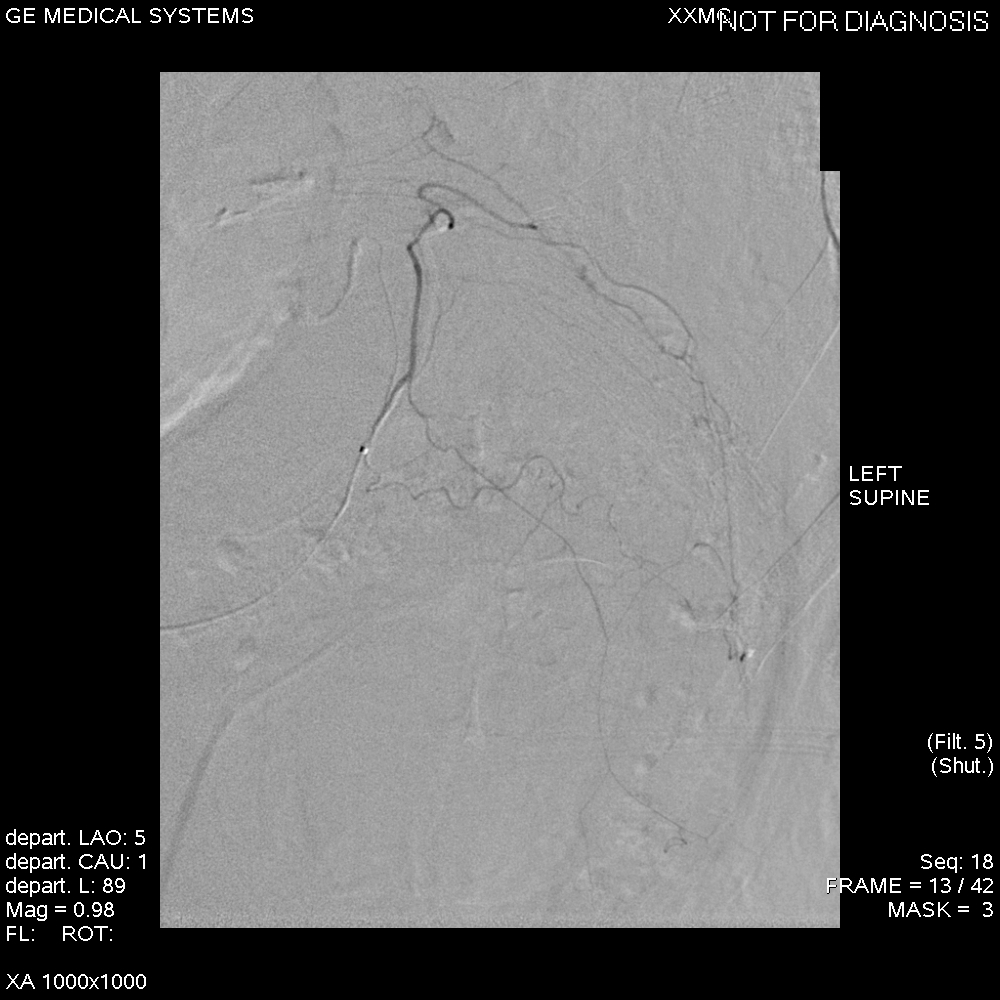 GE MEDICAL SYSTEMS
XXMC
NOT FOR DIAGNOSIS
LEFT
SUPINE
(Filt. 5)
(Shut.)
depart. LAO: 5
depart. CAU: 1
depart. L: 89
Mag = 0.98
FL: ROT:
Seq: 18
FRAME = 13 / 42
MASK = 3
XA 1000x1000